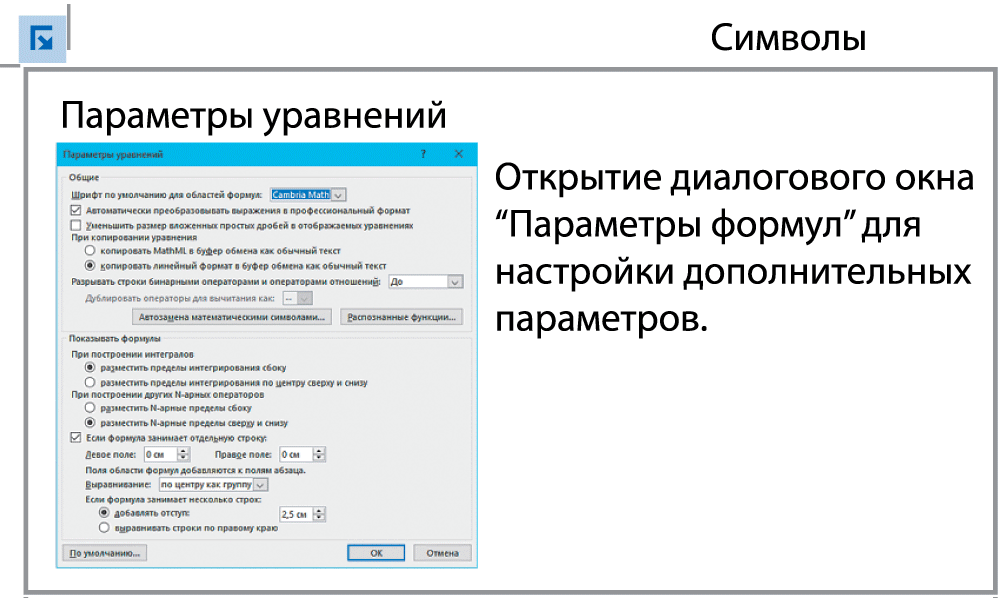 Символы
Параметры уравнений
Параметры уравнений ? ×
Общие
Шрифт по умолчанию для областей формул: Cambria Math
Автоматически преобразовывать выражения в профессиональный формат
Уменьшить размер вложенных простых дробей в отображаемых уравнениях
При копировании уравнения
копировать MathML в буфер обмена как обычный текст
копировать линейный формат в буфер обмена как обычный текст
Разрывать строки бинарными операторами и операторами отношений: До
Дублировать операторы для вычитания как: --
Автозамена математическими символами... Распознанные функции...
Показывать формулы
При построении интегралов
разместить пределы интегрирования сбоку
разместить пределы интегрирования по центру сверху и снизу
При построении других N-арных операторов
разместить N-арные пределы сбоку
разместить N-арные пределы сверху и снизу
Если формула занимает отдельную строку:
Левое поле: 0 см Правое поле: 0 см
Поля области формул добавляются к полям абзаца.
Выравнивание: по центру как группу
Если формула занимает несколько строк:
добавлять отступ: 2,5 см
выравнивать строки по правому краю
По умолчанию... ОК Отмена
Открытие диалогового окна
“Параметры формул” для
настройки дополнительных
параметров.